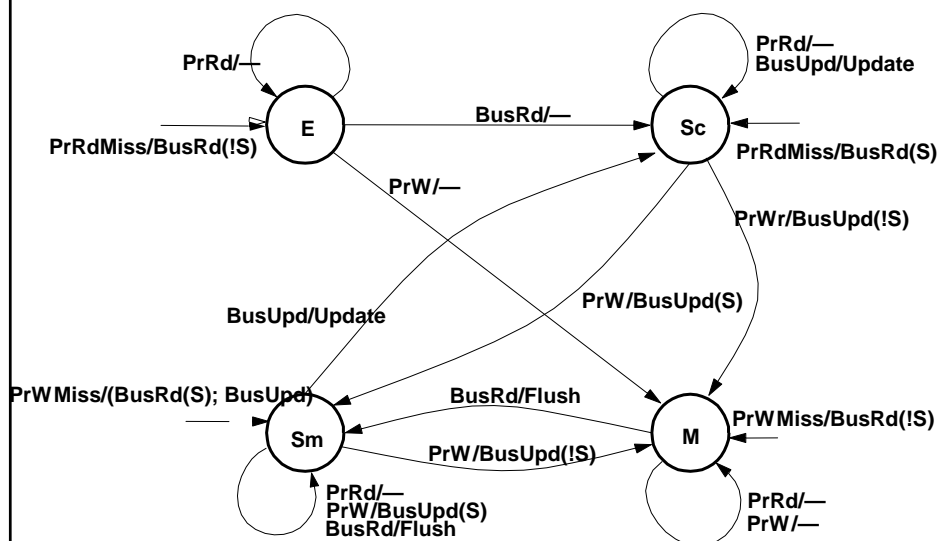 PrRd/—
PrRd/—
BusUpd/Update
E
BusRd/—
Sc
PrRdMiss/BusRd(!S)
PrRdMiss/BusRd(S)
PrW/—
PrWr/BusUpd(!S)
PrW/BusUpd(S)
BusUpd/Update
PrWMiss/(BusRd(S); BusUpd)
BusRd/Flush
PrWMiss/BusRd(!S)
Sm
M
PrW/BusUpd(!S)
PrRd/—
PrW/BusUpd(S)
BusRd/Flush
PrRd/—
PrW/—